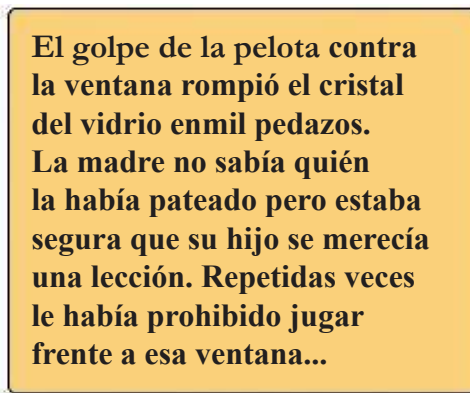 El golpe de la pelota contra
la ventana rompió el cristal
del vidrio enmil pedazos.
La madre no sabía quién
la había pateado pero estaba
segura que su hijo se merecía
una lección. Repetidas veces
le había prohibido jugar
frente a esa ventana...